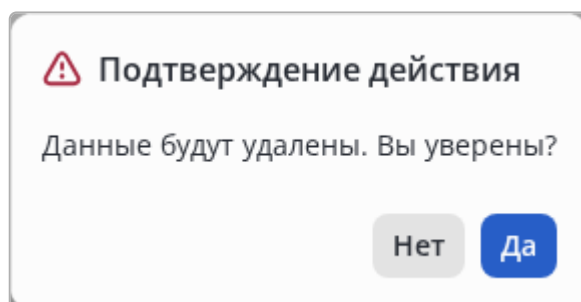 Подтверждение действия
Данные будут удалены. Вы уверены?
Нет Да